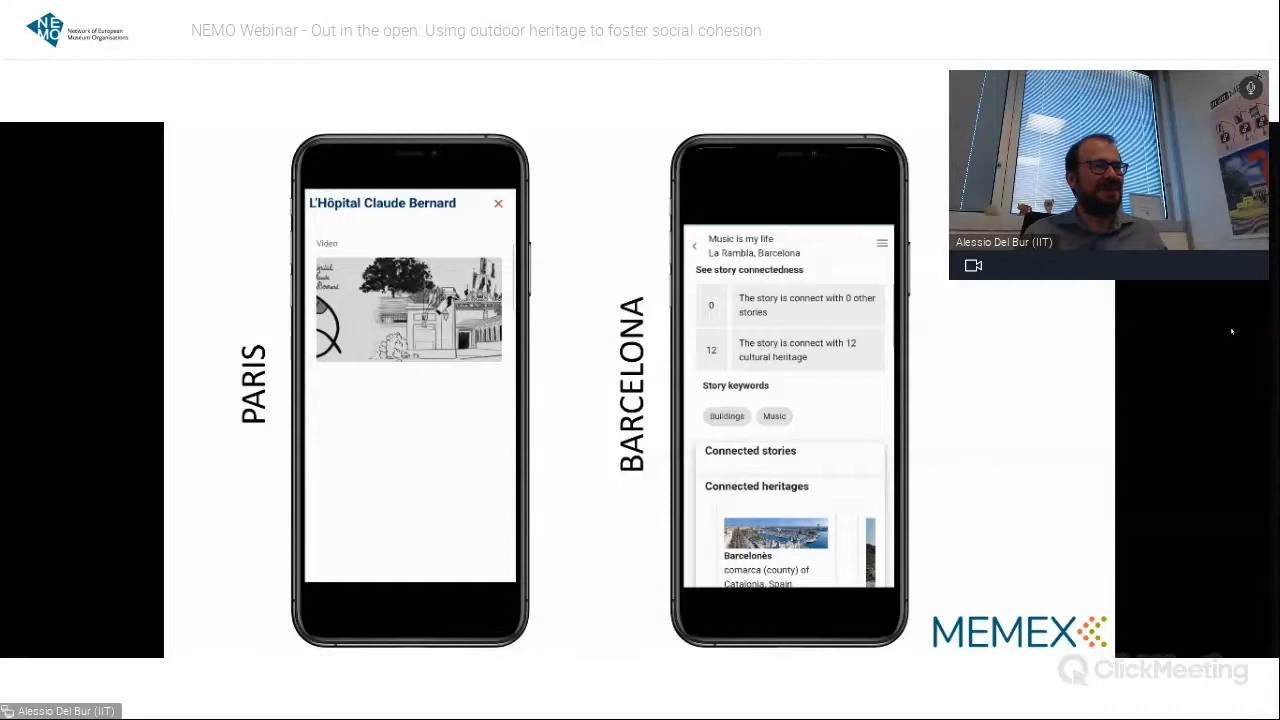 NEMO
Network of European
Museum Organisations
NEMO Webinar - Out in the open: Using outdoor heritage to foster social cohesion
Alessio Del Bur (IIT)
PARIS
L'Hôpital Claude Bernard
Video
BARCELONA
Music is my life
La Rambla, Barcelona
See story connectedness
0
The story is connect with 0 other
stories
12
The story is connect with 12
cultural heritage
Story keywords
Buildings
Music
Connected stories
Connected heritages
Barcelonès
comarca (county) of
Catalonia, Spain
MEMEX
ClickMeeting
Alessio Del Bur (IIT)